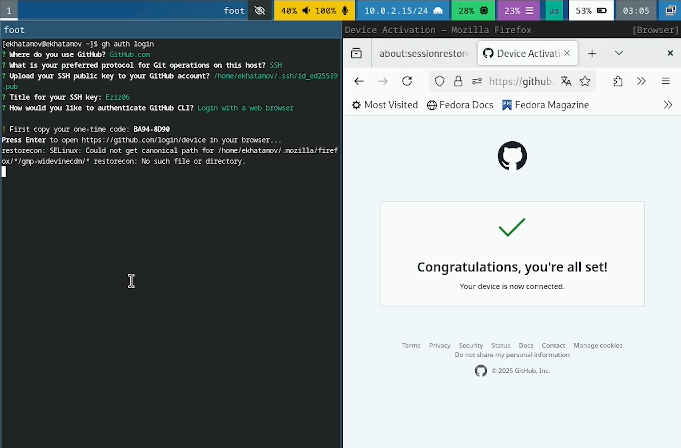 1
foot
40%
100%
10.0.2.15/24
28%
23%
JS
53%
03:05
foot
Device Activation — Mozilla Firefox
[Browser]
[ekhatamov@ekhatamov ~]$ gh auth login
? Where do you use GitHub? GitHub.com
? What is your preferred protocol for Git operations on this host? SSH
? Upload your SSH public key to your GitHub account? /home/ekhatamov/.ssh/id_ed25519
.pub
? Title for your SSH key: Eziz06
? How would you like to authenticate GitHub CLI? Login with a web browser
! First copy your one-time code: BA94-8D90
Press Enter to open https://github.com/login/device in your browser...
restorecon: SELinux: Could not get canonical path for /home/ekhatamov/.mozilla/firef
ox/*/gmp-widevinecdm/* restorecon: No such file or directory.
about:sessionrestor
Device Activati
https://github.
Most Visited
Fedora Docs
Fedora Magazine
Congratulations, you're all set!
Your device is now connected.
Terms Privacy Security Status Docs Contact Manage cookies
Do not share my personal information
© 2025 GitHub, Inc.